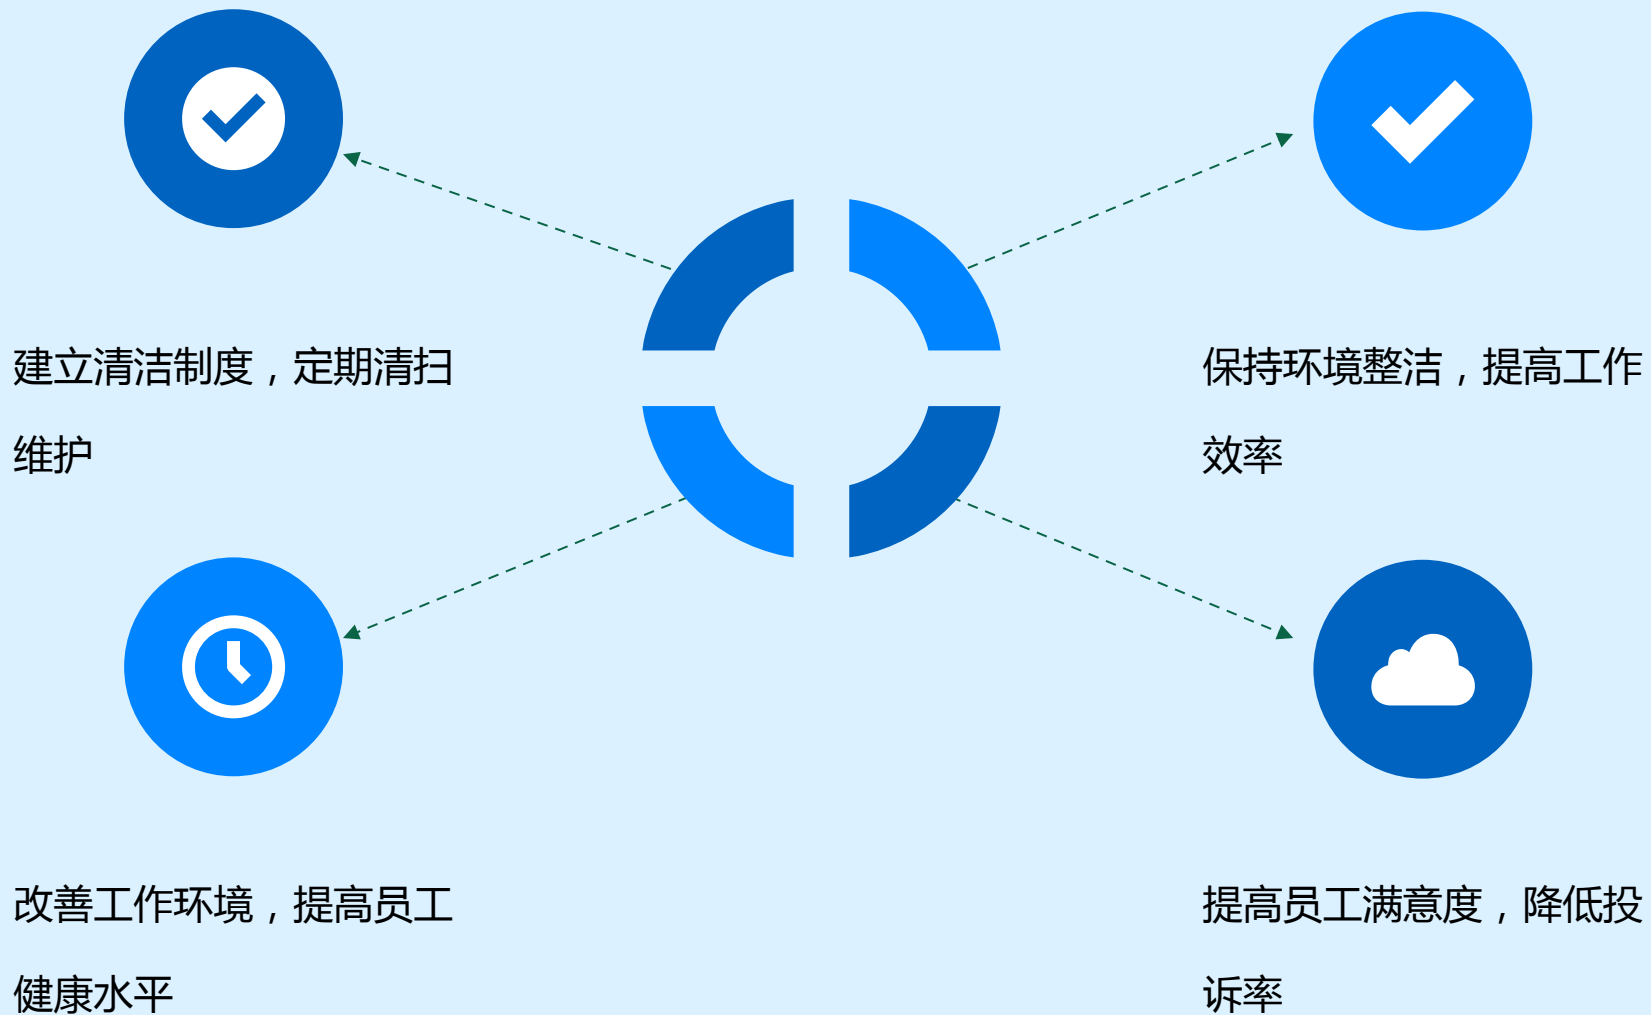 建立清洁制度，定期清扫
维护
保持环境整洁，提高工作
效率
改善工作环境，提高员工
健康水平
提高员工满意度，降低投
诉率